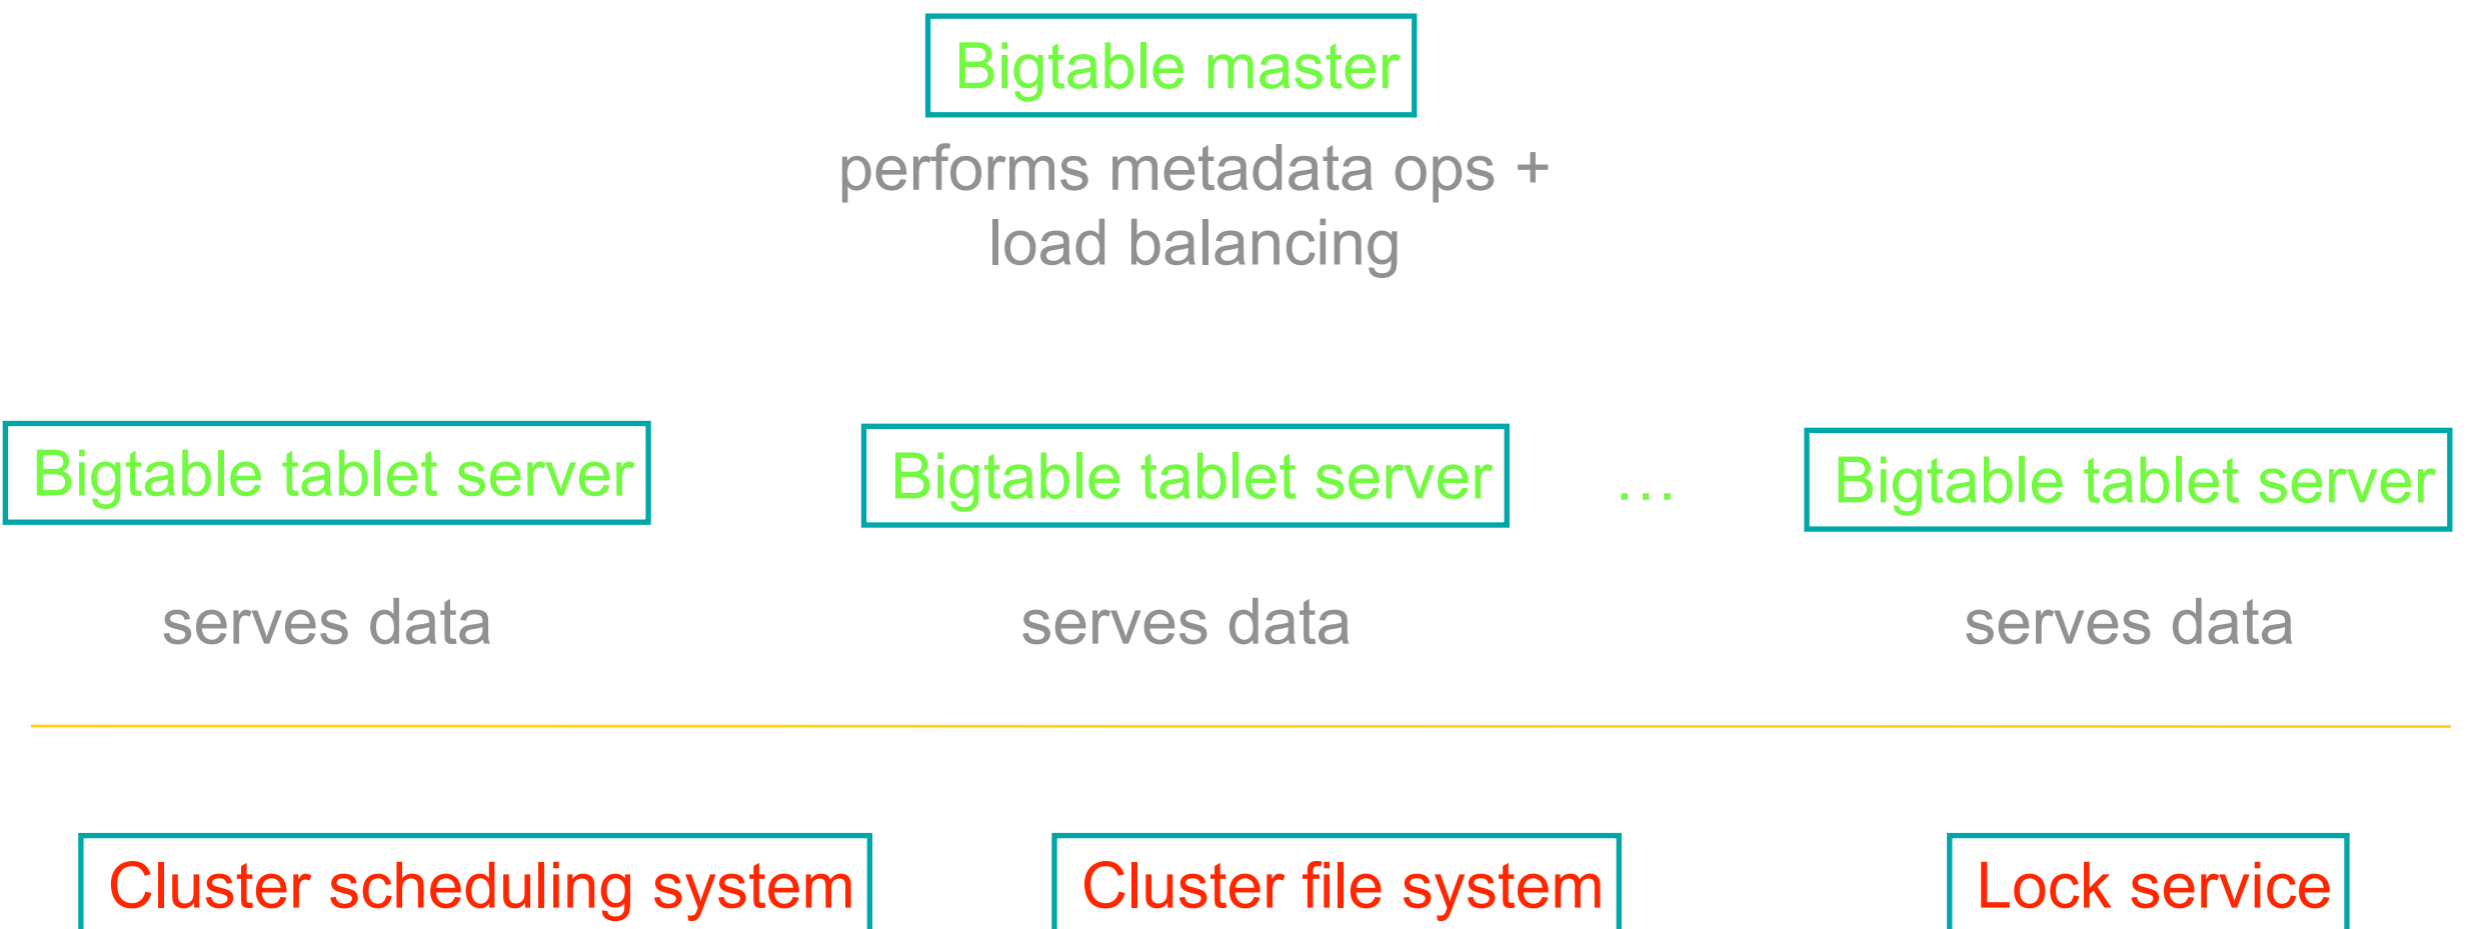 Bigtable master
performs metadata ops +
load balancing
Bigtable tablet server Bigtable tablet server … Bigtable tablet server
serves data serves data serves data
Cluster scheduling system Cluster file system Lock service